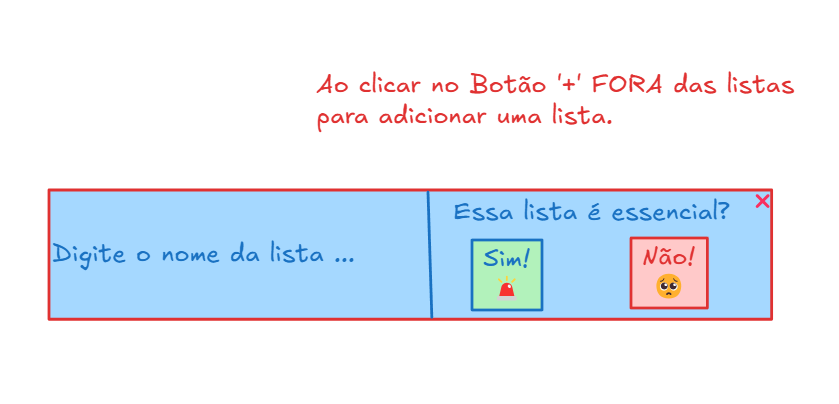 Ao clicar no Botão '+' FORA das listas
para adicionar uma lista.
Essa lista é essencial?
Digite o nome da lista ...
Sim!
Não!